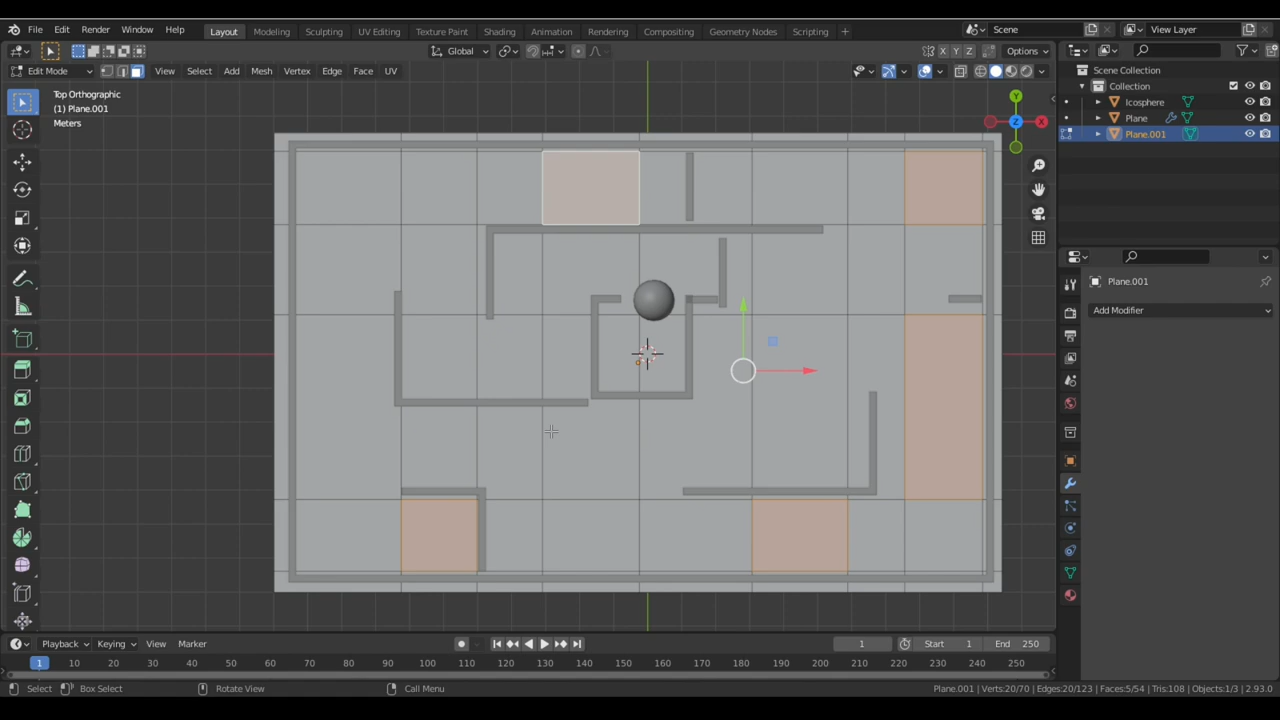 File Edit Render Window Help Layout Modeling Sculpting UV Editing Texture Paint Shading Animation Rendering Compositing Geometry Nodes Scripting + Scene View Layer
Global X Y Z Options
Edit Mode View Select Add Mesh Vertex Edge Face UV
Top Orthographic
(1) Plane.001
Meters
Y
Z
X
Scene Collection
Collection
Icosphere
Plane
Plane.001
Plane.001
Add Modifier
Playback Keying View Marker 1 Start 1 End 250
1 10 20 30 40 50 60 70 80 90 100 110 120 130 140 150 160 170 180 190 200 210 220 230 240 250
Select Box Select Rotate View Call Menu Plane.001 | Verts:20/70 | Edges:20/123 | Faces:5/54 | Tris:108 | Objects:1/3 | 2.93.0